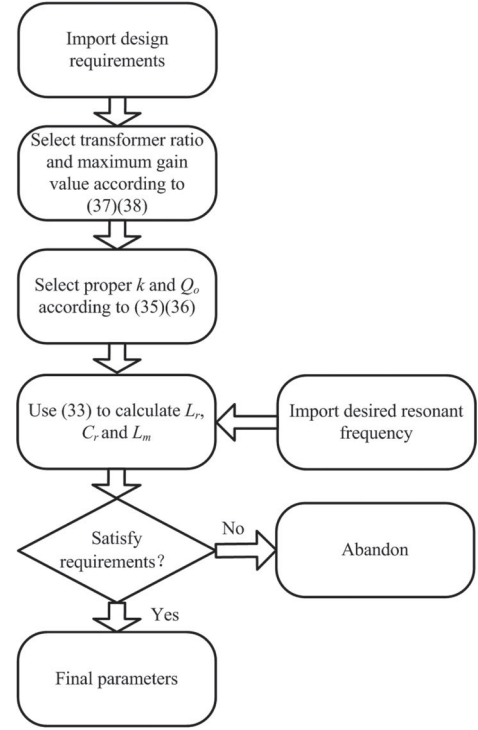 Import design
requirements
Select transformer ratio
and maximum gain
value according to
(37)(38)
Select proper k and Qo
according to (35)(36)
Use (33) to calculate Lr,
Cr and Lm
Import desired resonant
frequency
Satisfy
requirements?
No
Abandon
Yes
Final parameters